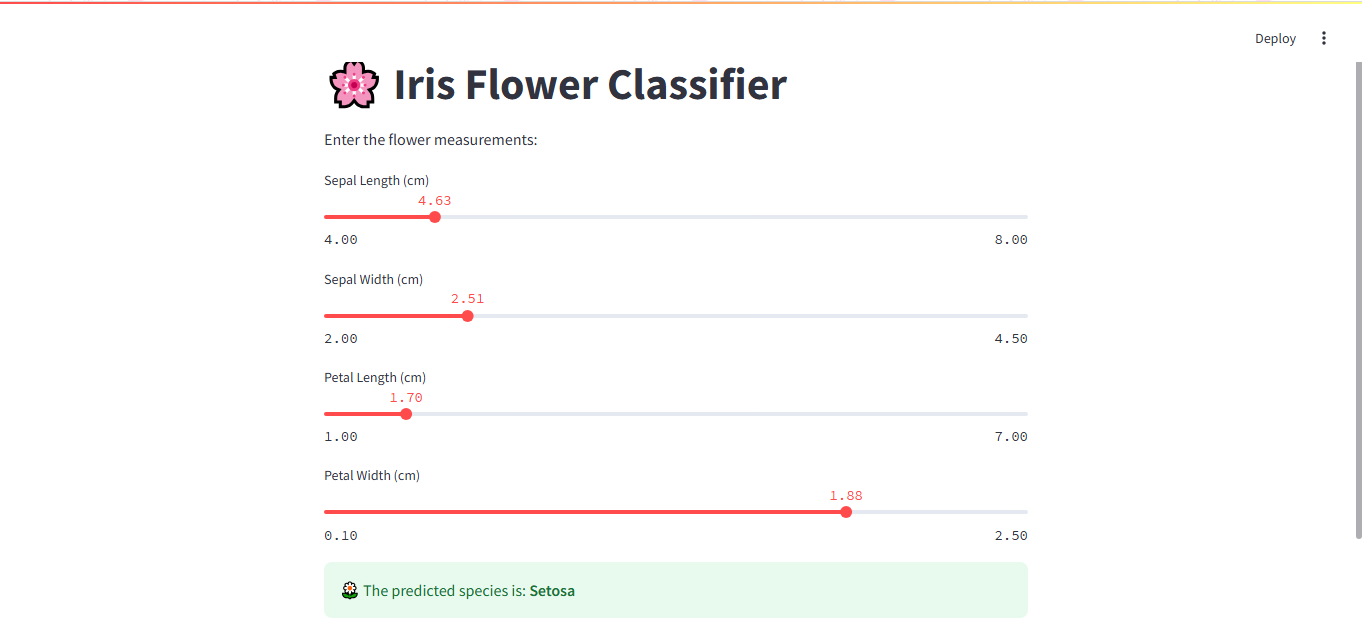 Deploy
Iris Flower Classifier
Enter the flower measurements:
Sepal Length (cm)
4.63
4.00 8.00
Sepal Width (cm)
2.51
2.00 4.50
Petal Length (cm)
1.70
1.00 7.00
Petal Width (cm)
1.88
0.10 2.50
The predicted species is: Setosa